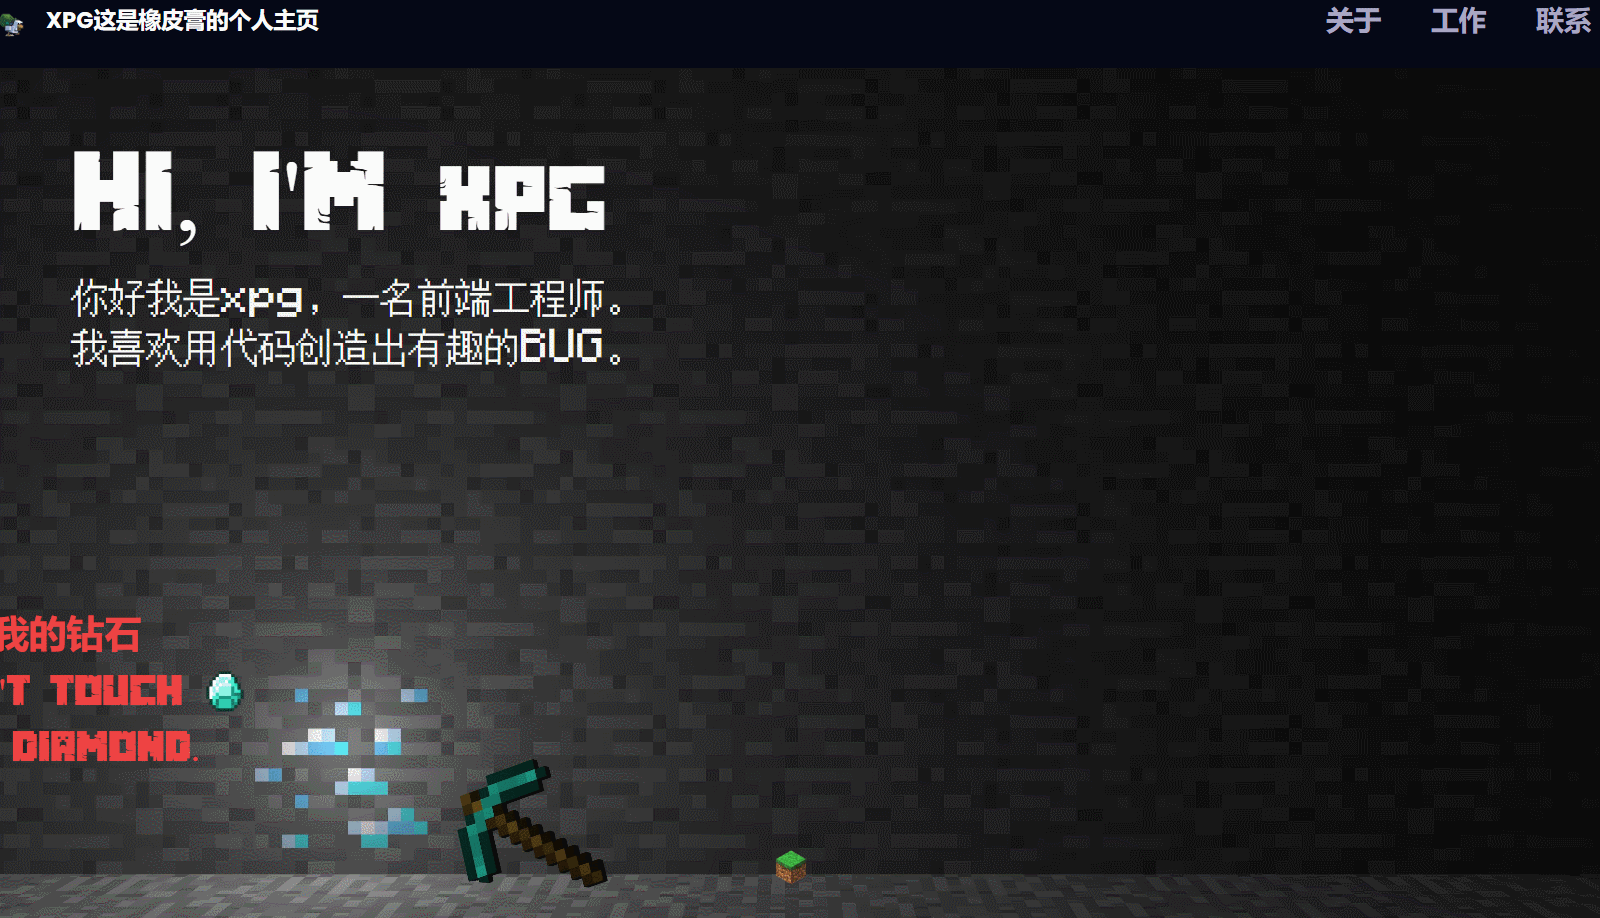 XPG这是橡皮膏的个人主页
关于
工作
联系
HI, I'M XPG
你好我是xpg，一名前端工程师。
我喜欢用代码创造出有趣的BUG。
我的钻石
'T TOUCH
DIAMOND.